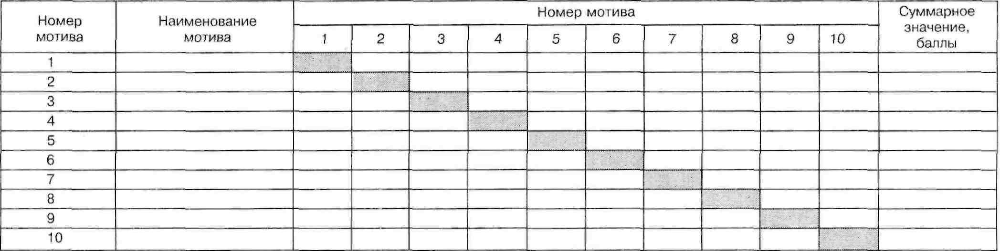 Номер мотива
Наименование мотива
Номер мотива
1 2 3 4 5 6 7 8 9 10
Суммарное значение, баллы
1
2
3
4
5
6
7
8
9
10